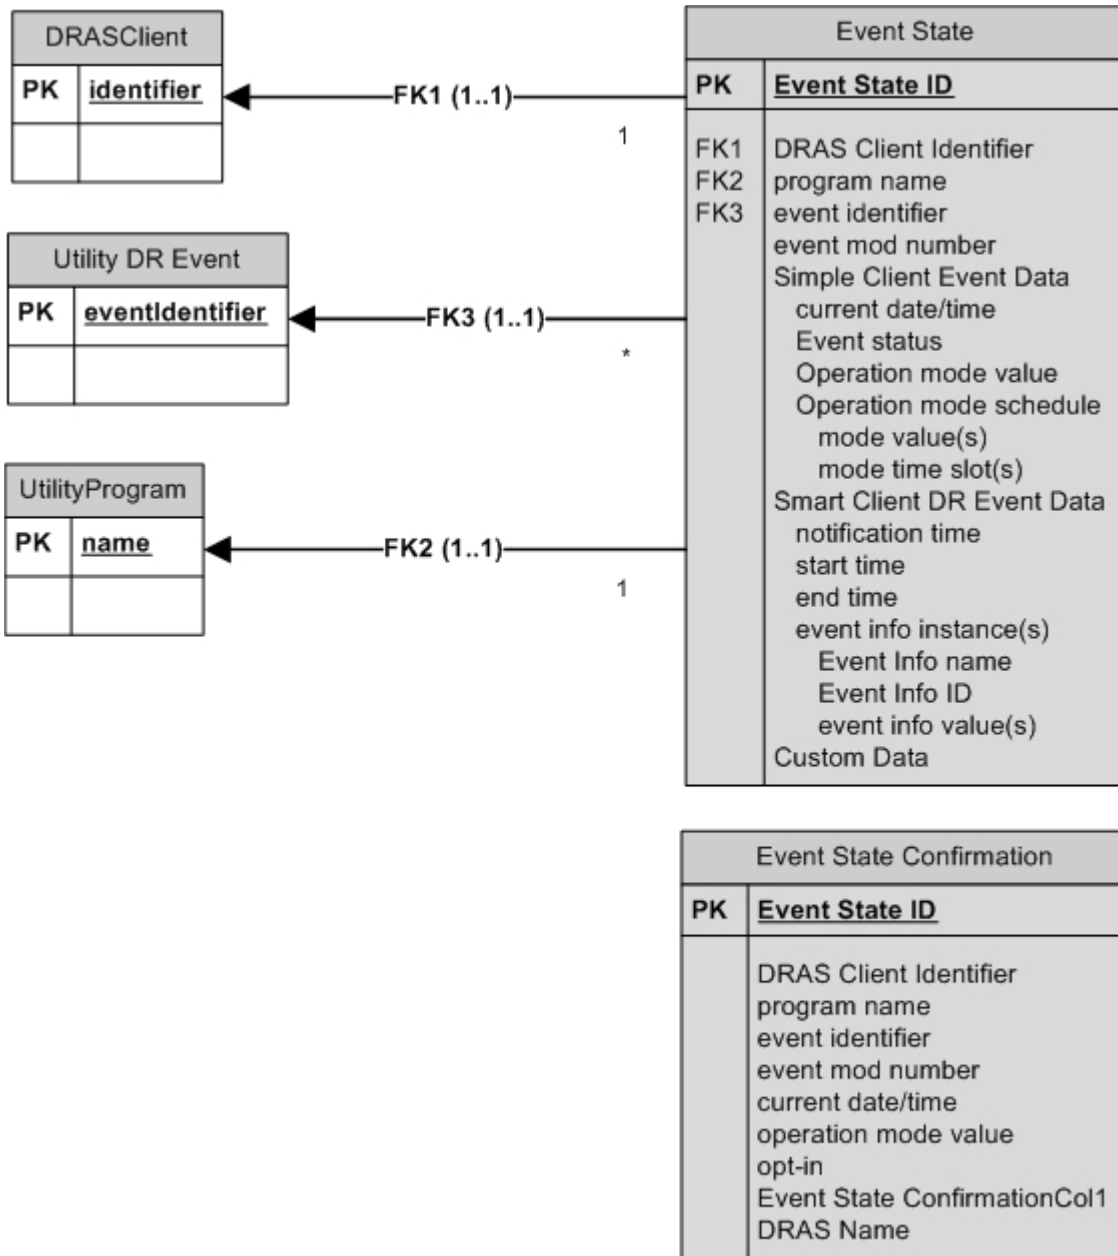 DRASClient
PK identifier
FK1 (1..1)
1
Utility DR Event
PK eventIdentifier
FK3 (1..1)
*
UtilityProgram
PK name
FK2 (1..1)
1
Event State
PK Event State ID
FK1 DRAS Client Identifier
FK2 program name
FK3 event identifier
event mod number
Simple Client Event Data
current date/time
Event status
Operation mode value
Operation mode schedule
mode value(s)
mode time slot(s)
Smart Client DR Event Data
notification time
start time
end time
event info instance(s)
Event Info name
Event Info ID
event info value(s)
Custom Data
Event State Confirmation
PK Event State ID
DRAS Client Identifier
program name
event identifier
event mod number
current date/time
operation mode value
opt-in
Event State ConfirmationCol1
DRAS Name